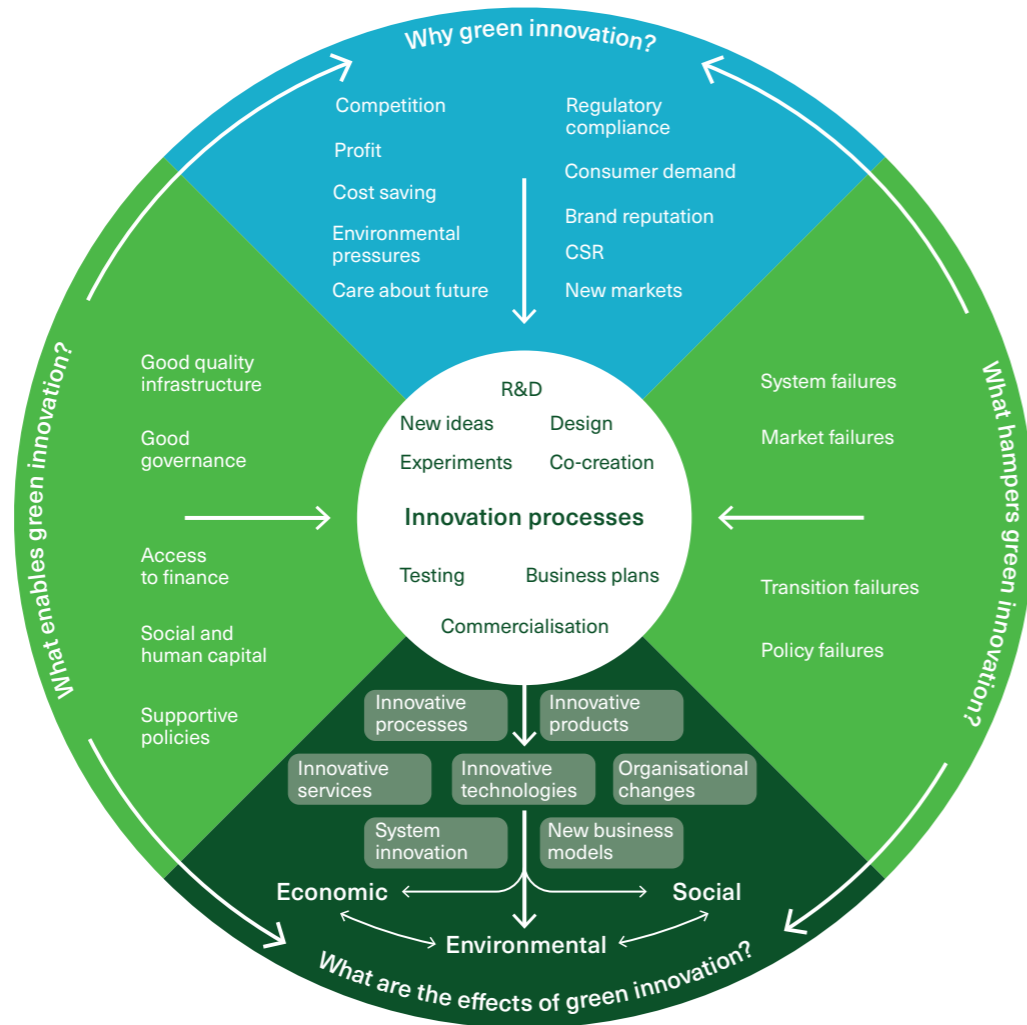 Why green innovation?
Competition
Profit
Cost saving
Environmental
pressures
Care about future
Regulatory
compliance
Consumer demand
Brand reputation
CSR
New markets
What enables green innovation?
Good quality
infrastructure
Good
governance
Access
to finance
Social and
human capital
Supportive
policies
R&D
New ideas
Design
Experiments
Co-creation
Innovation processes
Testing
Business plans
Commercialisation
What hampers green innovation?
System failures
Market failures
Transition failures
Policy failures
Innovative
processes
Innovative
products
Innovative
services
Innovative
technologies
Organisational
changes
System
innovation
New business
models
Economic
Social
Environmental
What are the effects of green innovation?